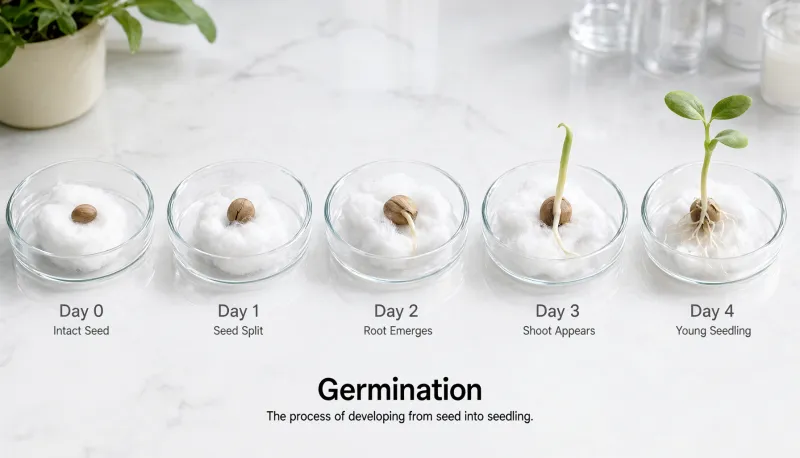 Day 0
Intact Seed
Day 1
Seed Split
Day 2
Root Emerges
Day 3
Shoot Appears
Day 4
Young Seedling
Germination
The process of developing from seed into seedling.